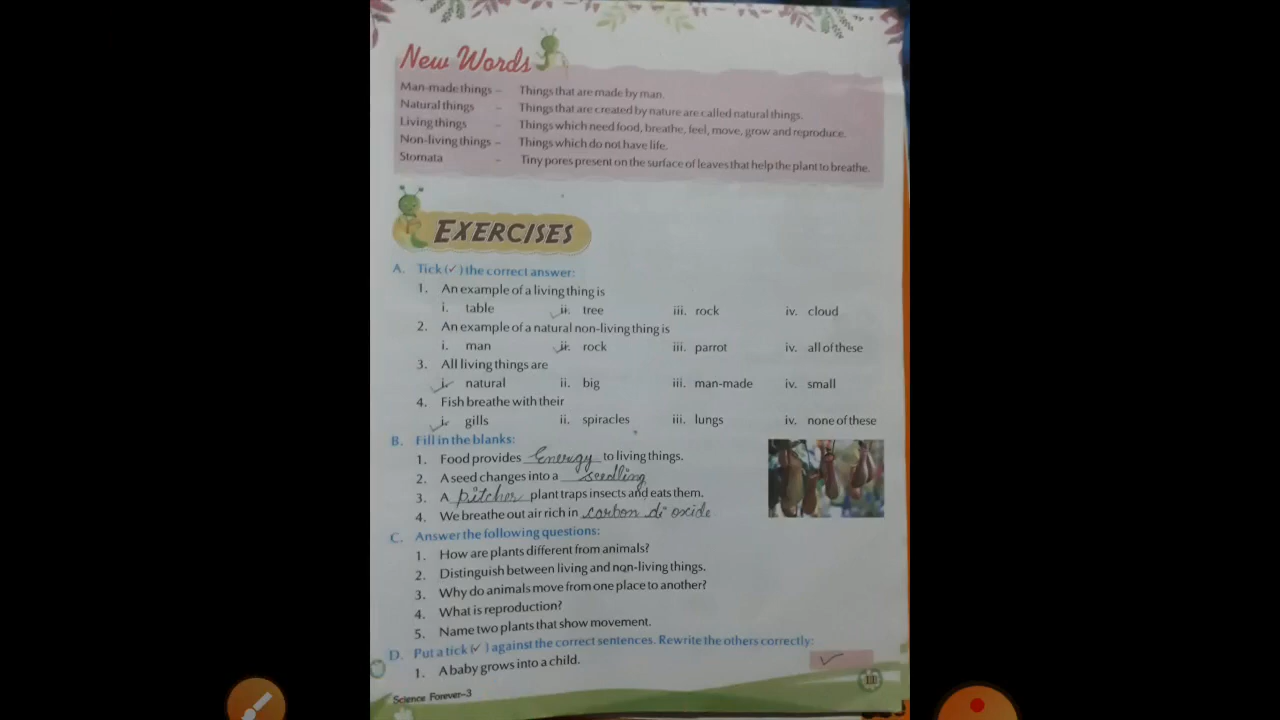 New Words
Man-made things – Things that are made by man.
Natural things – Things that are created by nature are called natural things.
Living things – Things which need food, breathe, feel, move, grow and reproduce.
Non-living things – Things which do not have life.
Stomata – Tiny pores present on the surface of leaves that help the plant to breathe.
EXERCISES
A. Tick (✓) the correct answer:
1. An example of a living thing is
i. table ii. tree iii. rock iv. cloud
2. An example of a natural non-living thing is
i. man ii. rock iii. parrot iv. all of these
3. All living things are
i. natural ii. big iii. man-made iv. small
4. Fish breathe with their
i. gills ii. spiracles iii. lungs iv. none of these
B. Fill in the blanks:
1. Food provides Energy to living things.
2. A seed changes into a seedling
3. A pitcher plant traps insects and eats them.
4. We breathe out air rich in carbon di oxide
C. Answer the following questions:
1. How are plants different from animals?
2. Distinguish between living and non-living things.
3. Why do animals move from one place to another?
4. What is reproduction?
5. Name two plants that show movement.
D. Put a tick (✓) against the correct sentences. Rewrite the others correctly:
1. A baby grows into a child. ✓
Science Forever–3